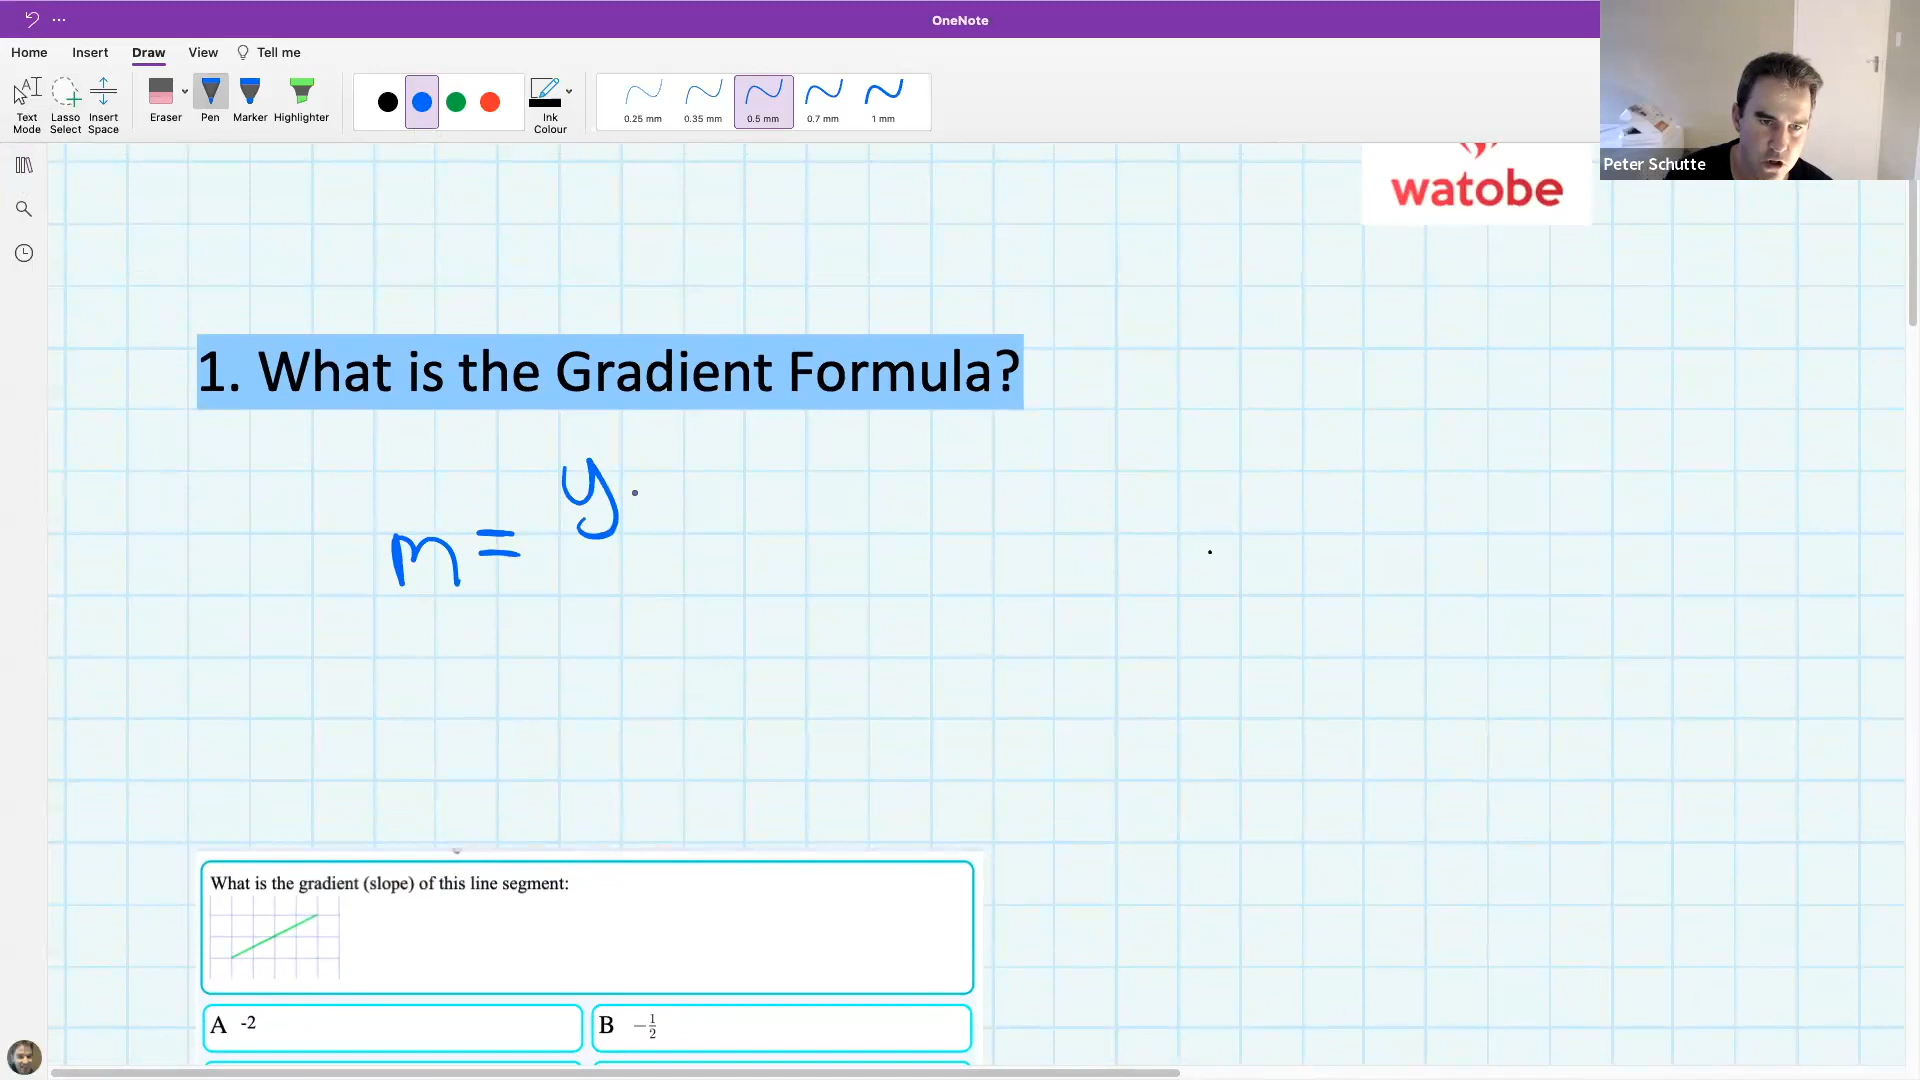 OneNote
Home Insert Draw View Tell me
Text Mode
Lasso Select
Insert Space
Eraser
Pen
Marker
Highlighter
Ink Colour
0.25 mm
0.35 mm
0.5 mm
0.7 mm
1 mm
Peter Schutte
watobe
1. What is the Gradient Formula?
m = y
What is the gradient (slope) of this line segment:
A -2
B -1/2